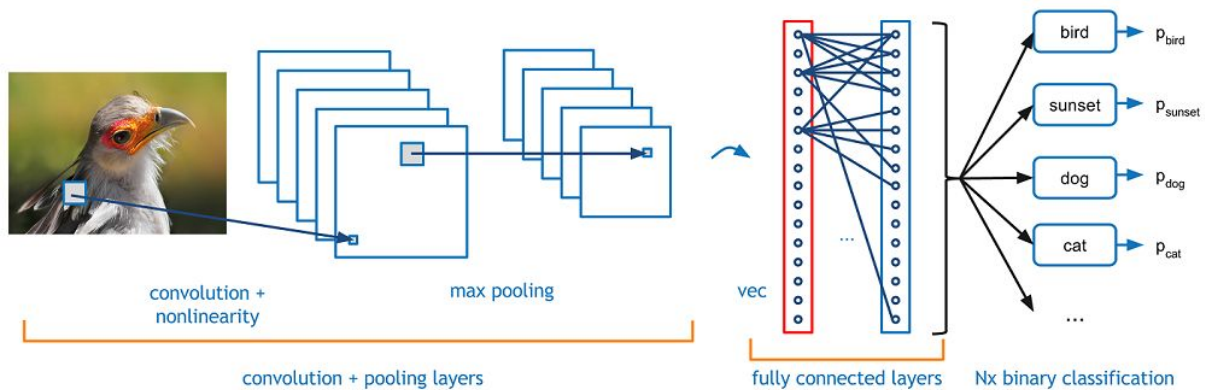 bird
p_bird
sunset
p_sunset
dog
p_dog
cat
p_cat
...
...
convolution +
nonlinearity
max pooling
vec
convolution + pooling layers
fully connected layers
Nx binary classification